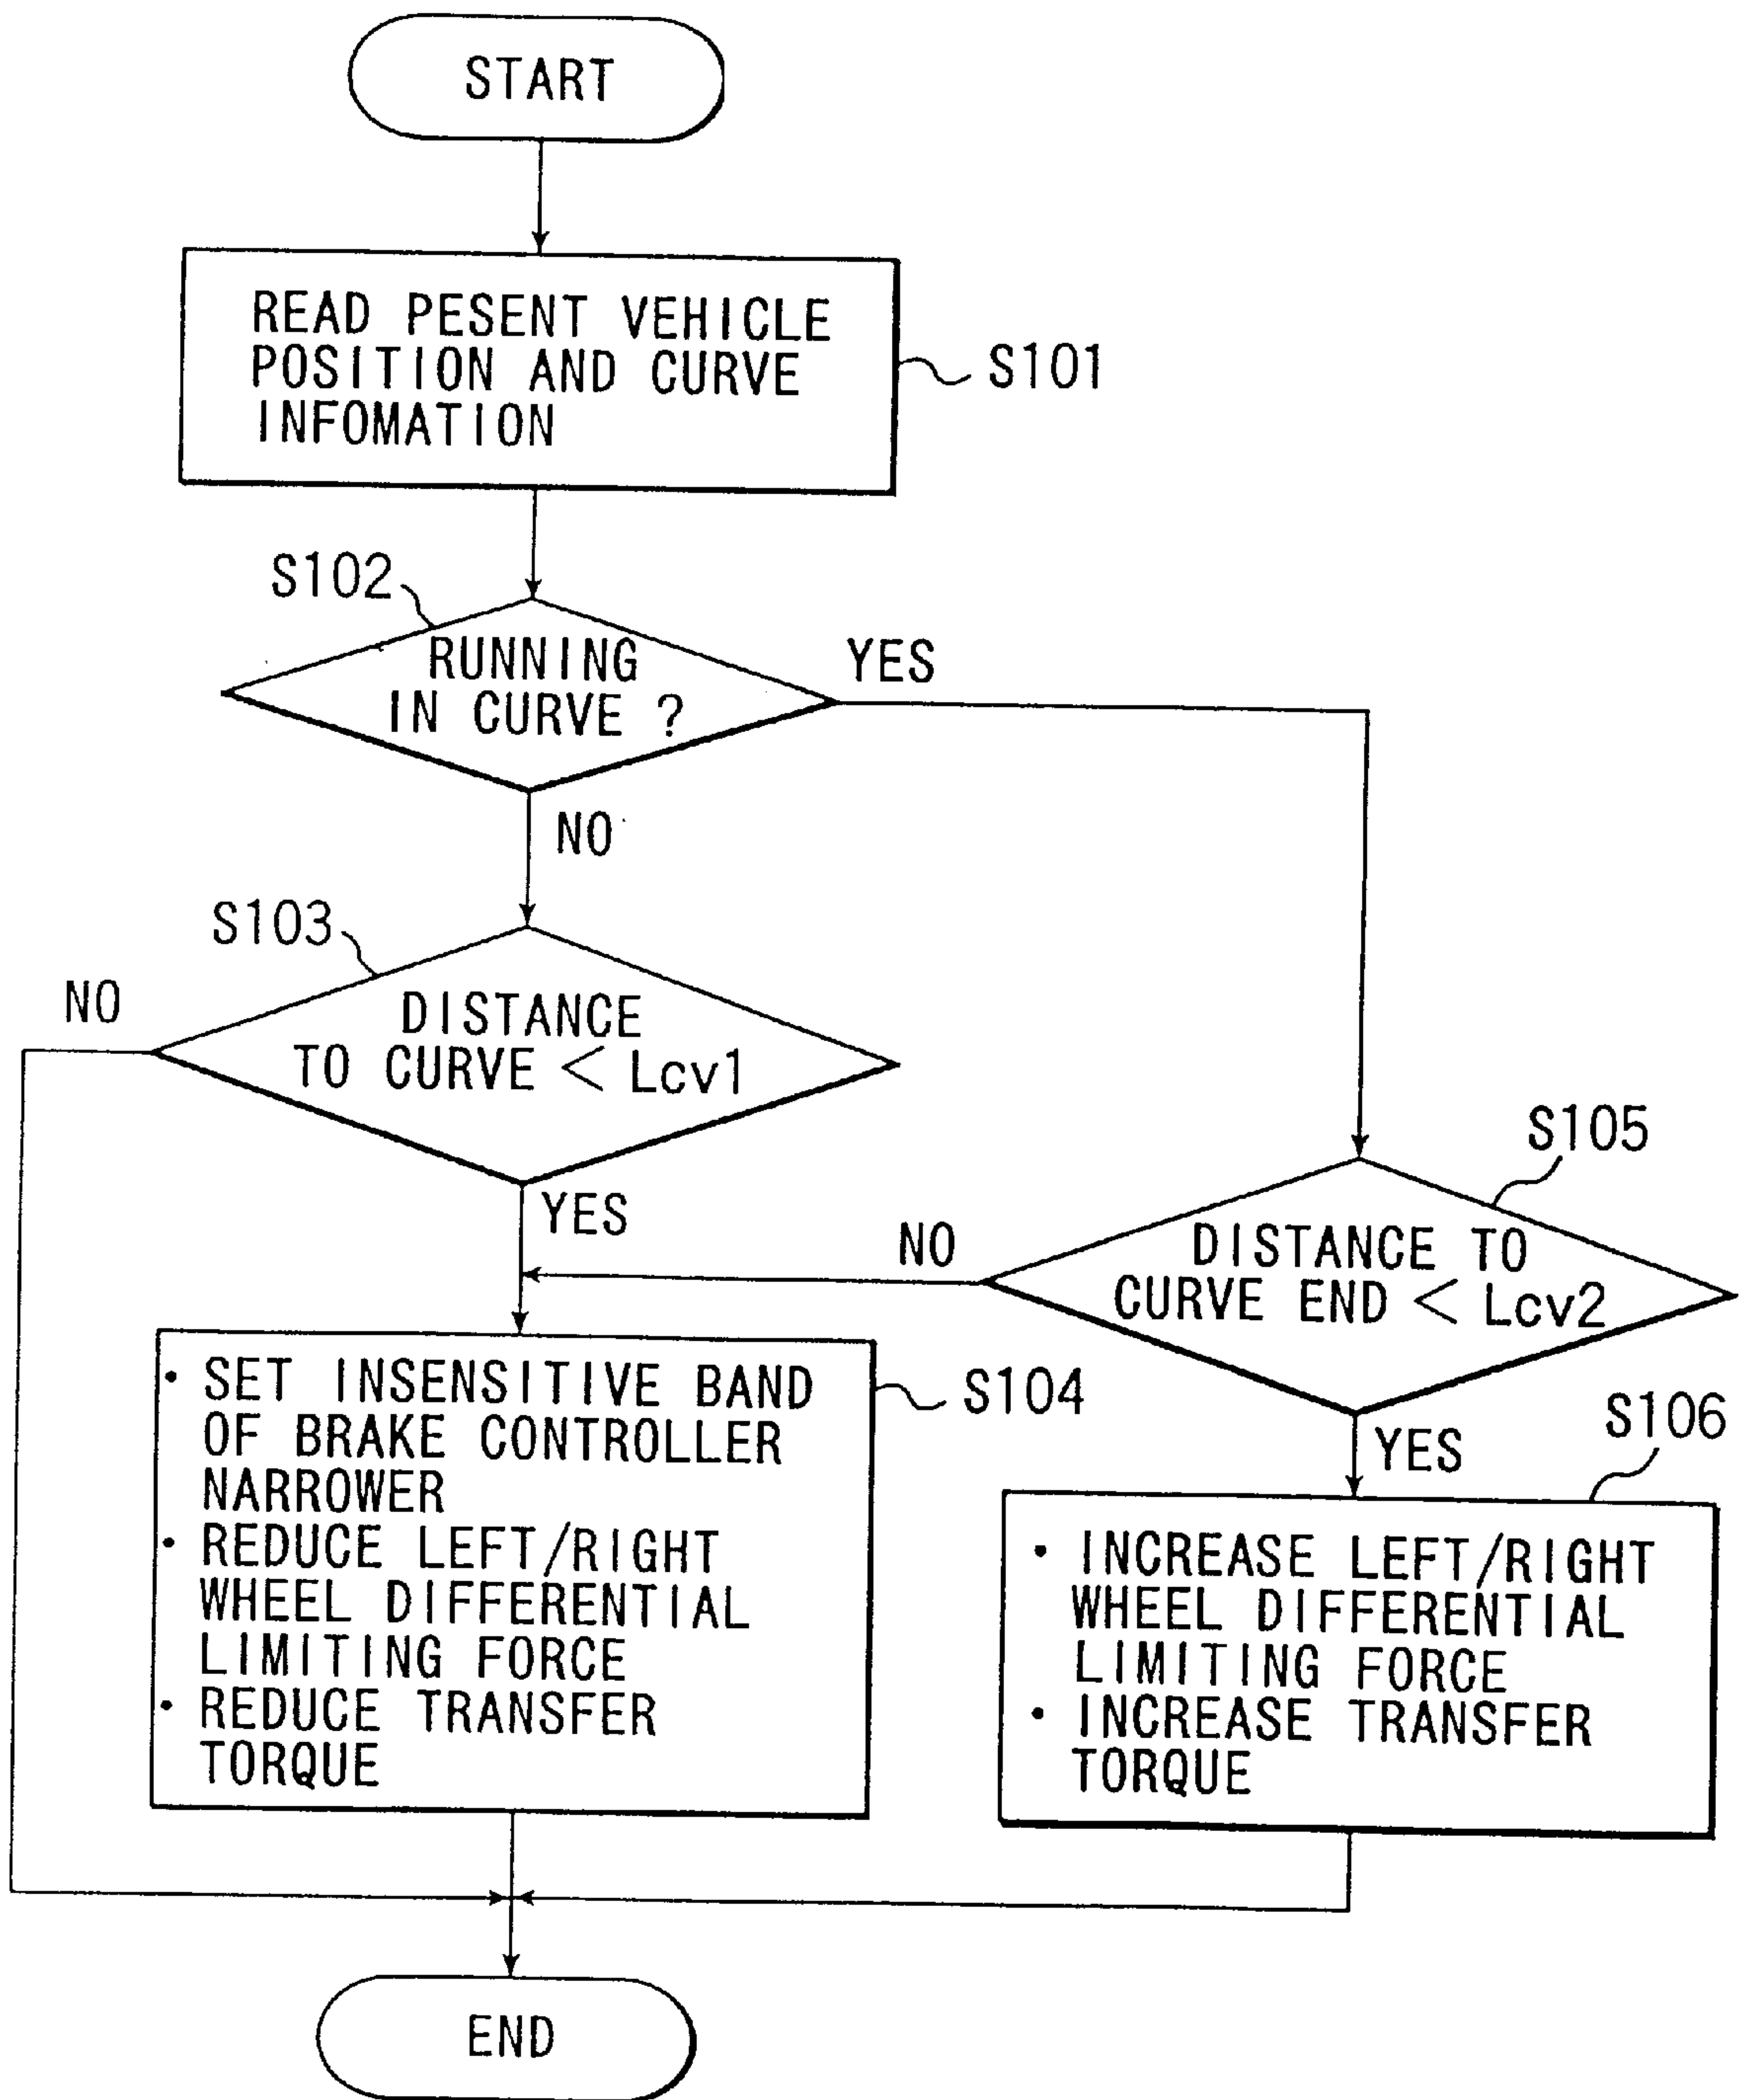 START
READ PESENT VEHICLE
POSITION AND CURVE
INFOMATION
S101
S102
RUNNING
IN CURVE ?
YES
NO
S103
NO
DISTANCE
TO CURVE < Lcv1
YES
S105
NO
DISTANCE TO
CURVE END < Lcv2
YES
• SET INSENSITIVE BAND
OF BRAKE CONTROLLER
NARROWER
• REDUCE LEFT/RIGHT
WHEEL DIFFERENTIAL
LIMITING FORCE
• REDUCE TRANSFER
TORQUE
S104
S106
• INCREASE LEFT/RIGHT
WHEEL DIFFERENTIAL
LIMITING FORCE
• INCREASE TRANSFER
TORQUE
END